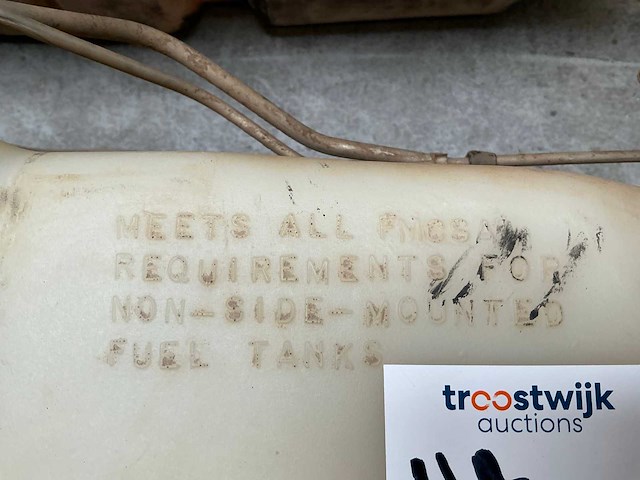 MEETS ALL FMCSA
REQUIREMENTS FOR
NON-SIDE-MOUNTED
FUEL TANKS
troostwijk
auctions